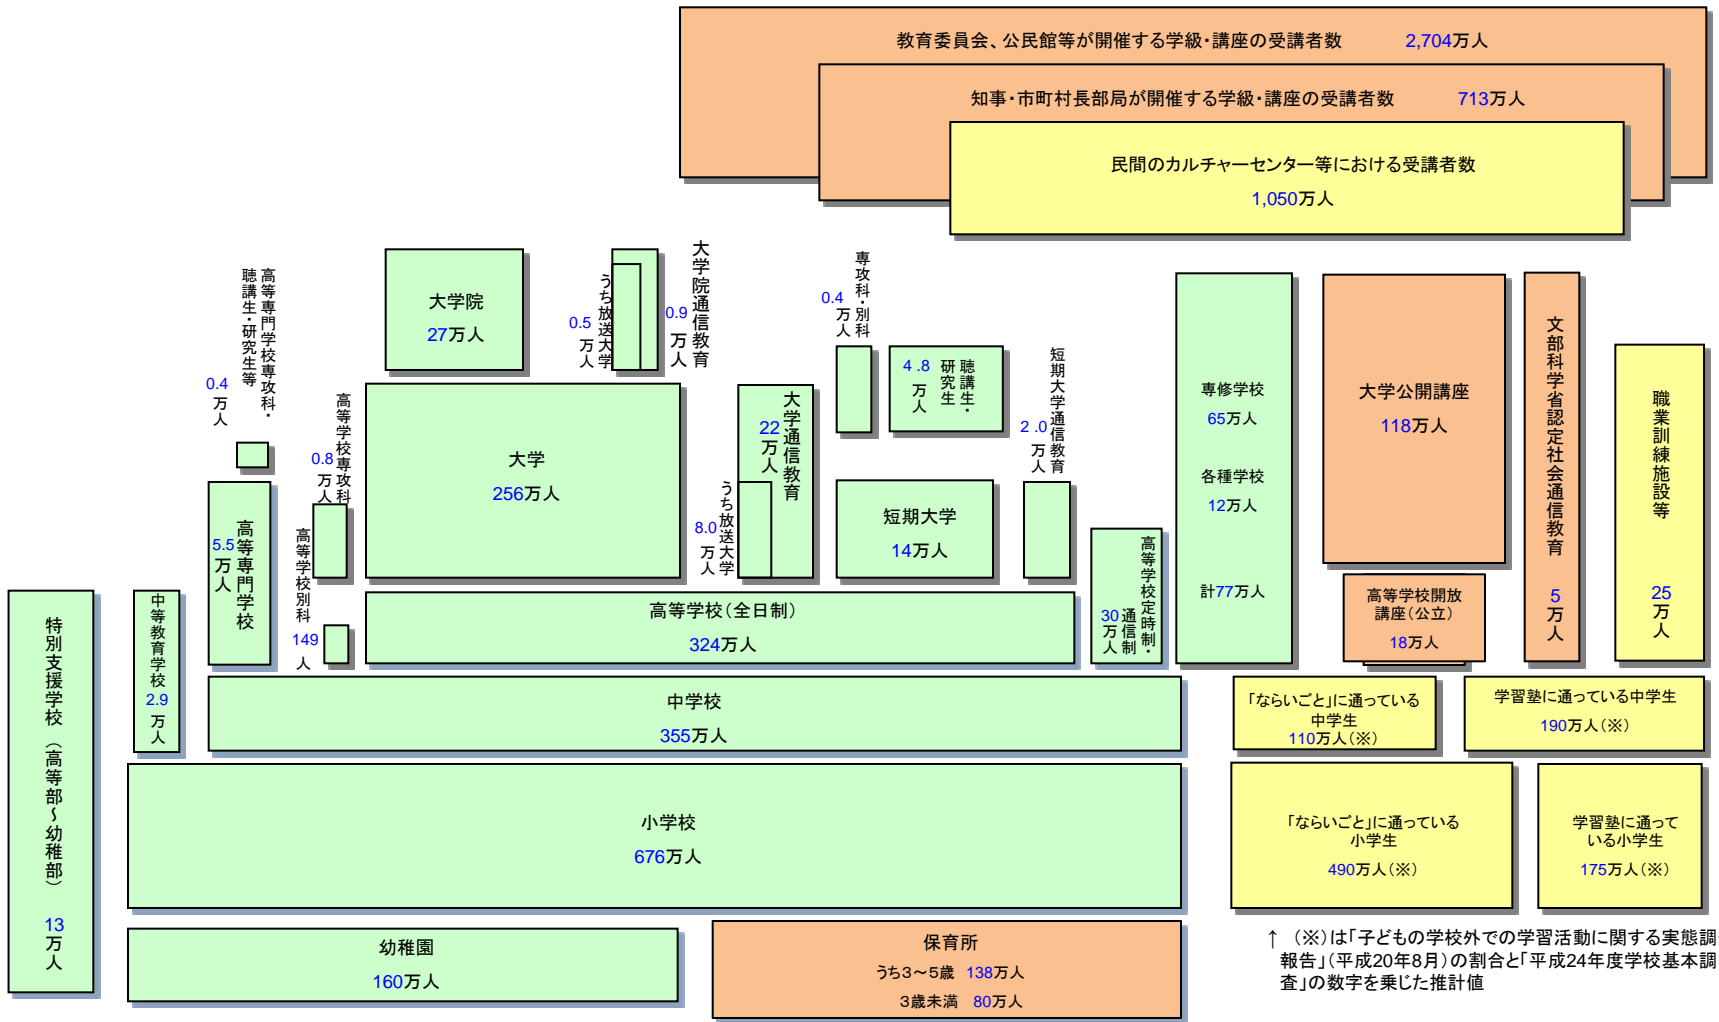 教育委員会、公民館等が開催する学級・講座の受講者数 2,704万人
知事・市町村長部局が開催する学級・講座の受講者数 713万人
民間のカルチャーセンター等における受講者数
1,050万人
高等専門学校専攻科・
聴講生・研究生等
0.4
万人
大学院
27万人
うち放送大学
0.5
万人
大学院通信教育
0.9
万人
専攻科・別科
0.4
万人
聴講生・
研究生
4.8
万人
短期大学通信教育
2.0
万人
高等学校専攻科
0.8
万人
大学
256万人
大学通信教育
22
万人
うち放送大学
8.0
万人
短期大学
14万人
専修学校
65万人
各種学校
12万人
計77万人
大学公開講座
118万人
文部科学省認定社会通信教育
5
万人
職業訓練施設等
25
万人
高等専門学校
5.5
万人
高等学校別科
149
人
高等学校(全日制)
324万人
高等学校定時制・
通信制
30
万人
高等学校開放
講座(公立)
18万人
特別支援学校 (高等部~幼稚部)
13
万人
中等教育学校
2.9
万人
中学校
355万人
「ならいごと」に通っている
中学生
110万人(※)
学習塾に通っている中学生
190万人(※)
小学校
676万人
「ならいごと」に通っている
小学生
490万人(※)
学習塾に通って
いる小学生
175万人(※)
幼稚園
160万人
保育所
うち3~5歳 138万人
3歳未満 80万人
↑ (※)は「子どもの学校外での学習活動に関する実態調
報告」(平成20年8月)の割合と「平成24年度学校基本調
査」の数字を乗じた推計値